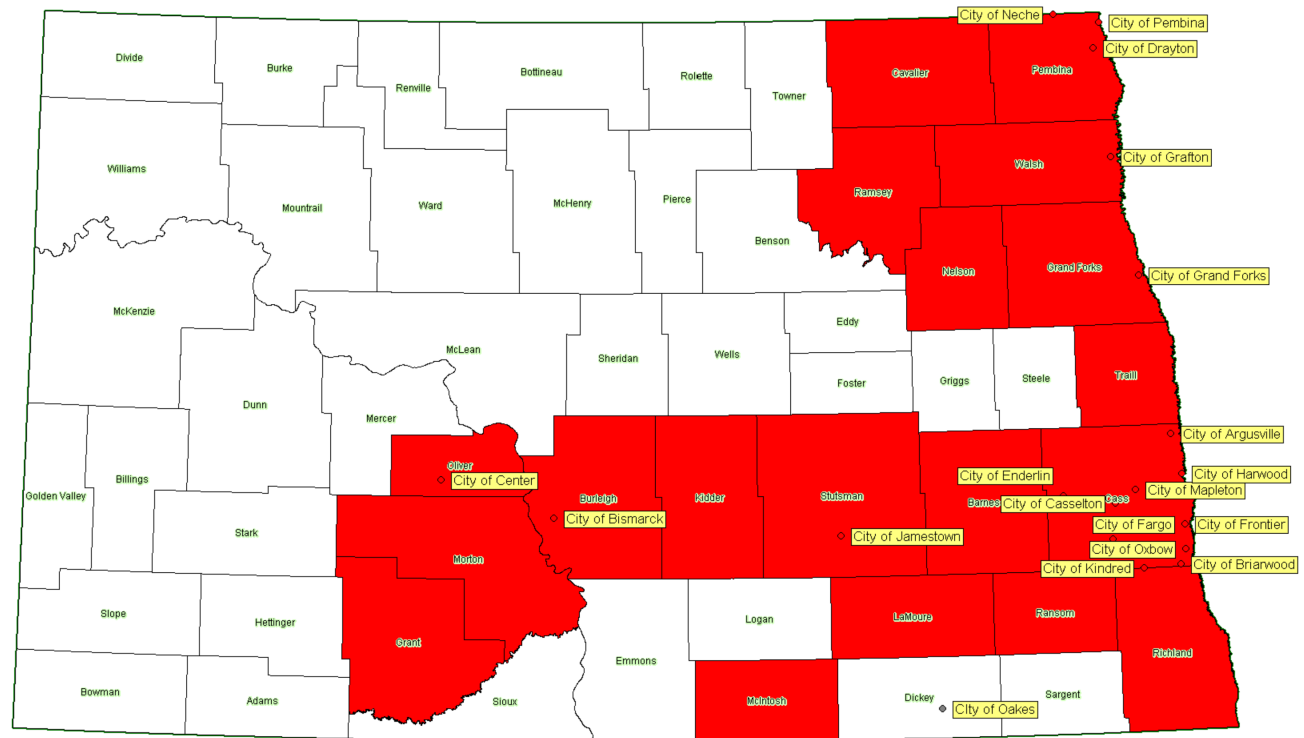 City of Neche
City of Pembina
City of Drayton
Divide
Burke
Renville
Bottineau
Rolette
Towner
Cavalier
Pembina
Williams
Mountrail
Ward
McHenry
Pierce
Benson
Ramsey
Walsh
City of Grafton
McKenzie
Nelson
Grand Forks
City of Grand Forks
Dunn
Mercer
McLean
Sheridan
Wells
Eddy
Foster
Griggs
Steele
Traill
City of Argusville
Golden Valley
Billings
Oliver
City of Center
Burleigh
City of Bismarck
Kidder
Stutsman
City of Jamestown
City of Enderlin
Barnes
City of Casselton
Cass
City of Harwood
City of Mapleton
City of Fargo
City of Frontier
City of Oxbow
City of Briarwood
City of Kindred
Stark
Morton
Slope
Hettinger
Grant
Logan
LaMoure
Ransom
Richland
Bowman
Adams
Sioux
Emmons
McIntosh
Dickey
City of Oakes
Sargent